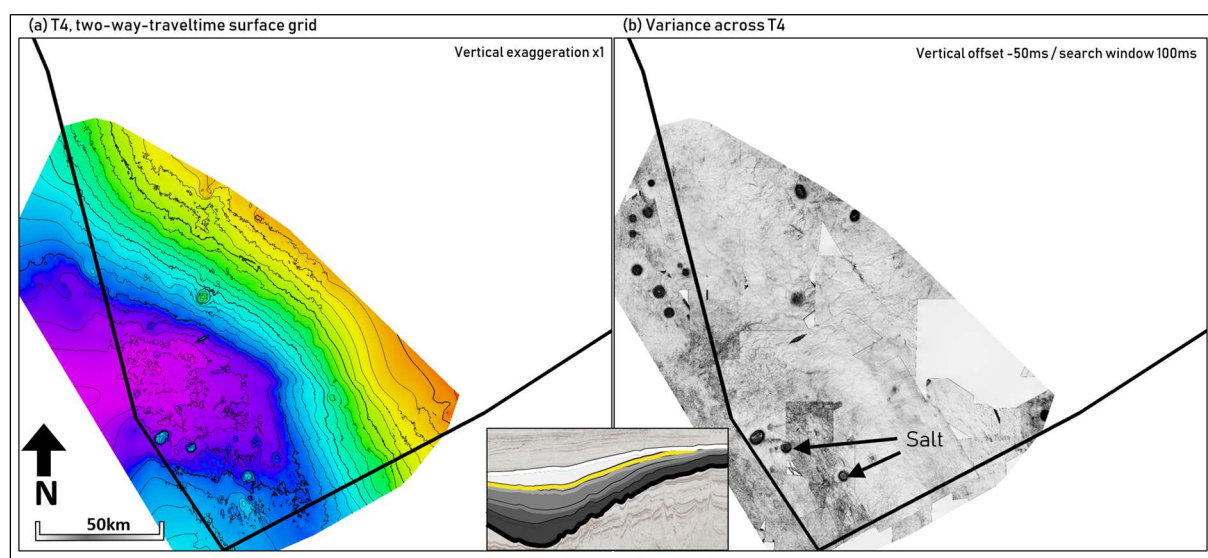 (a) T4, two-way-traveltime surface grid
Vertical exaggeration x1
N
50km
(b) Variance across T4
Vertical offset -50ms / search window 100ms
Salt